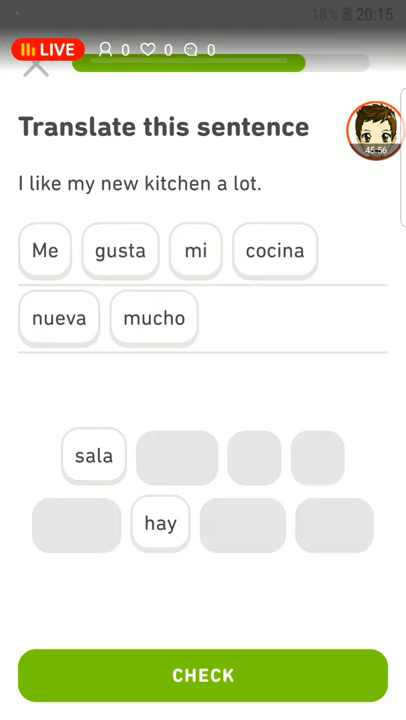 18% 20:15
LIVE 0 0 0
Translate this sentence
45:56
I like my new kitchen a lot.
Me gusta mi cocina
nueva mucho
sala
hay
CHECK